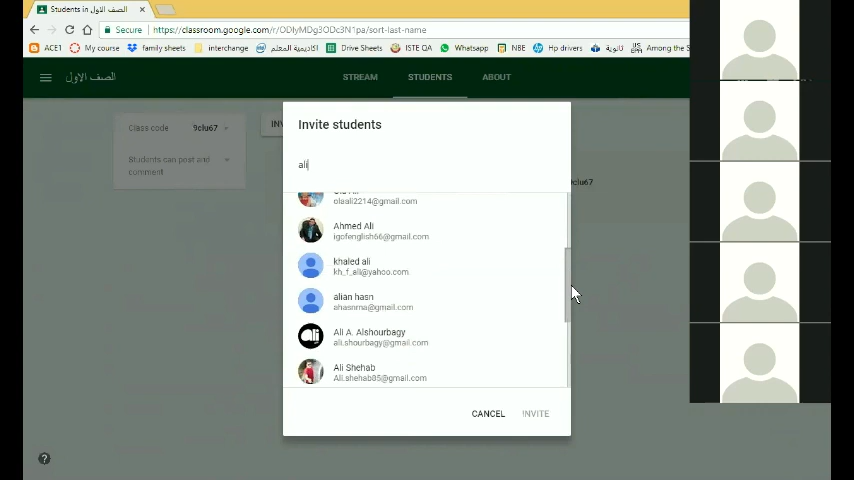 Students in الصف الاول
Secure
https://classroom.google.com/r/ODIyMDg3ODc3N1pa/sort-last-name
ACE1 My course family sheets interchange اكاديمية المعلم Drive Sheets ISTE QA Whatsapp NBE Hp drivers ثانوية Among the S
الصف الاول STREAM STUDENTS ABOUT
Class code 9clu67
Students can post and
comment
INV
9clu67
Invite students
ali
olaali2214@gmail.com
Ahmed Ali
igofenglish66@gmail.com
khaled ali
kh_f_ali@yahoo.com
alian hasn
ahasnma@gmail.com
Ali A. Alshourbagy
ali.shourbagy@gmail.com
Ali Shehab
Ali.shehab85@gmail.com
CANCEL INVITE
?